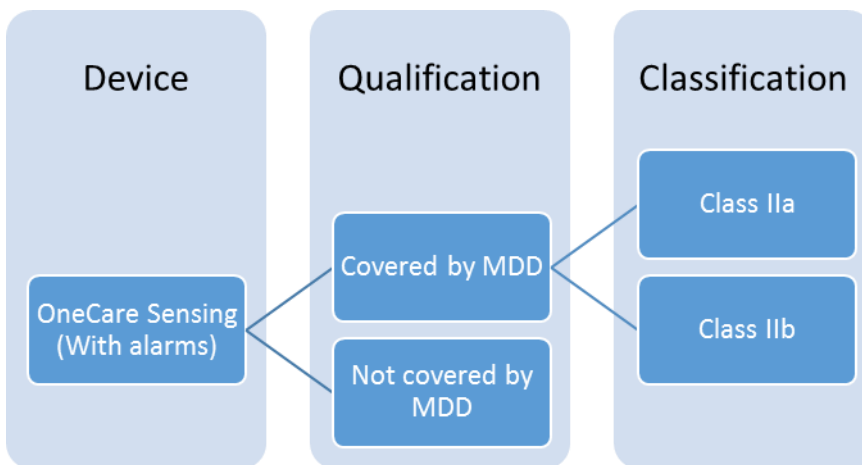 Device
Qualification
Classification
OneCare Sensing
(With alarms)
Covered by MDD
Not covered by
MDD
Class IIa
Class IIb